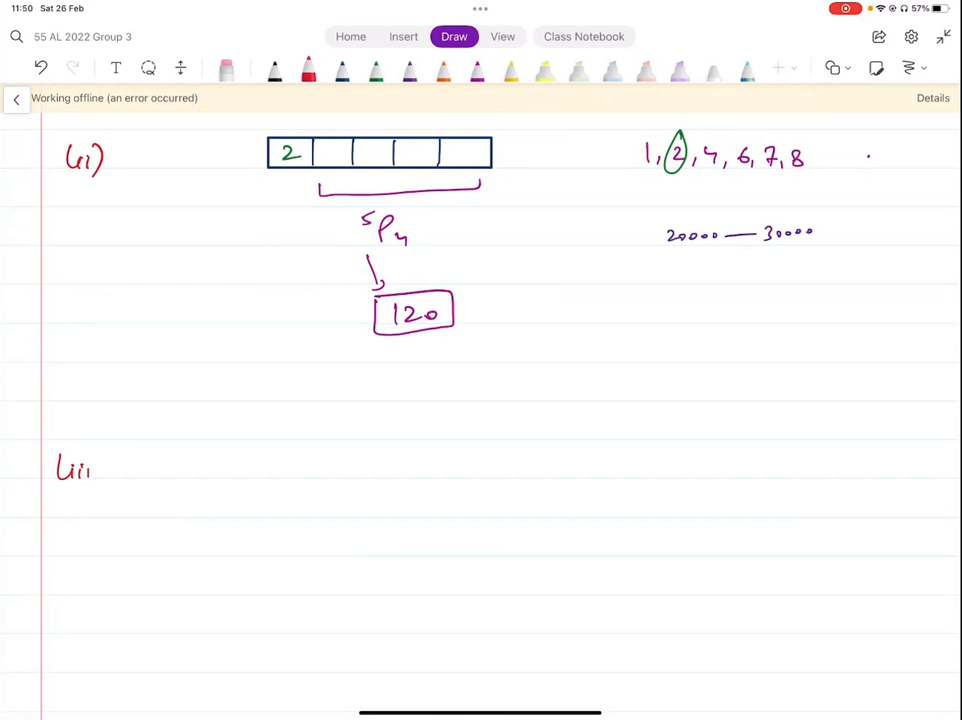 11:50 Sat 26 Feb 57%
55 AL 2022 Group 3 Home Insert Draw View Class Notebook
Working offline (an error occurred) Details
(ii) 2 1, 2, 4, 6, 7, 8
⁵P₄ 20000 — 30000
120
(iii